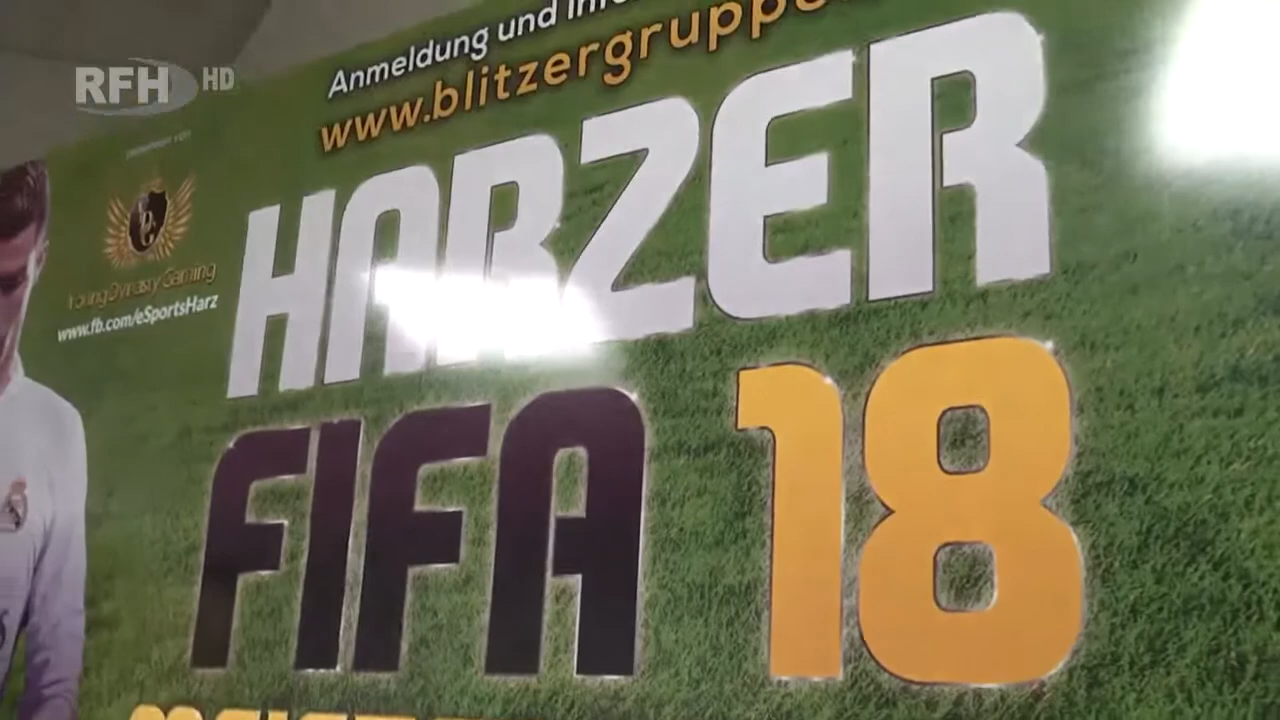 RFH HD
Anmeldung und
www.blitzergruppe
Young Dynasty Gaming
www.fb.com/eSportsHarz
HARZER
FIFA 18